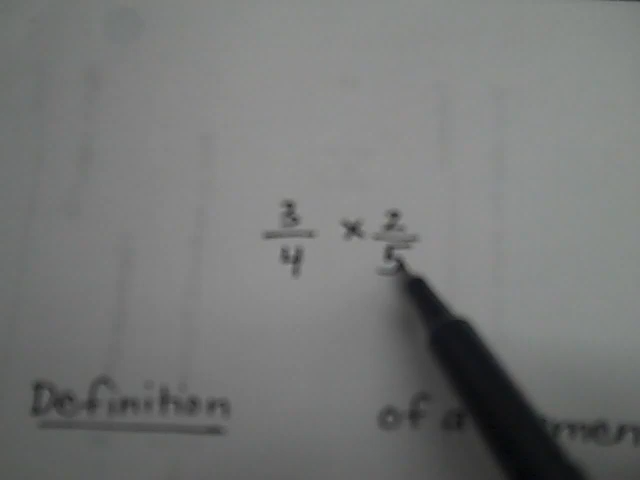 3/4 × 2/5
Definition of a